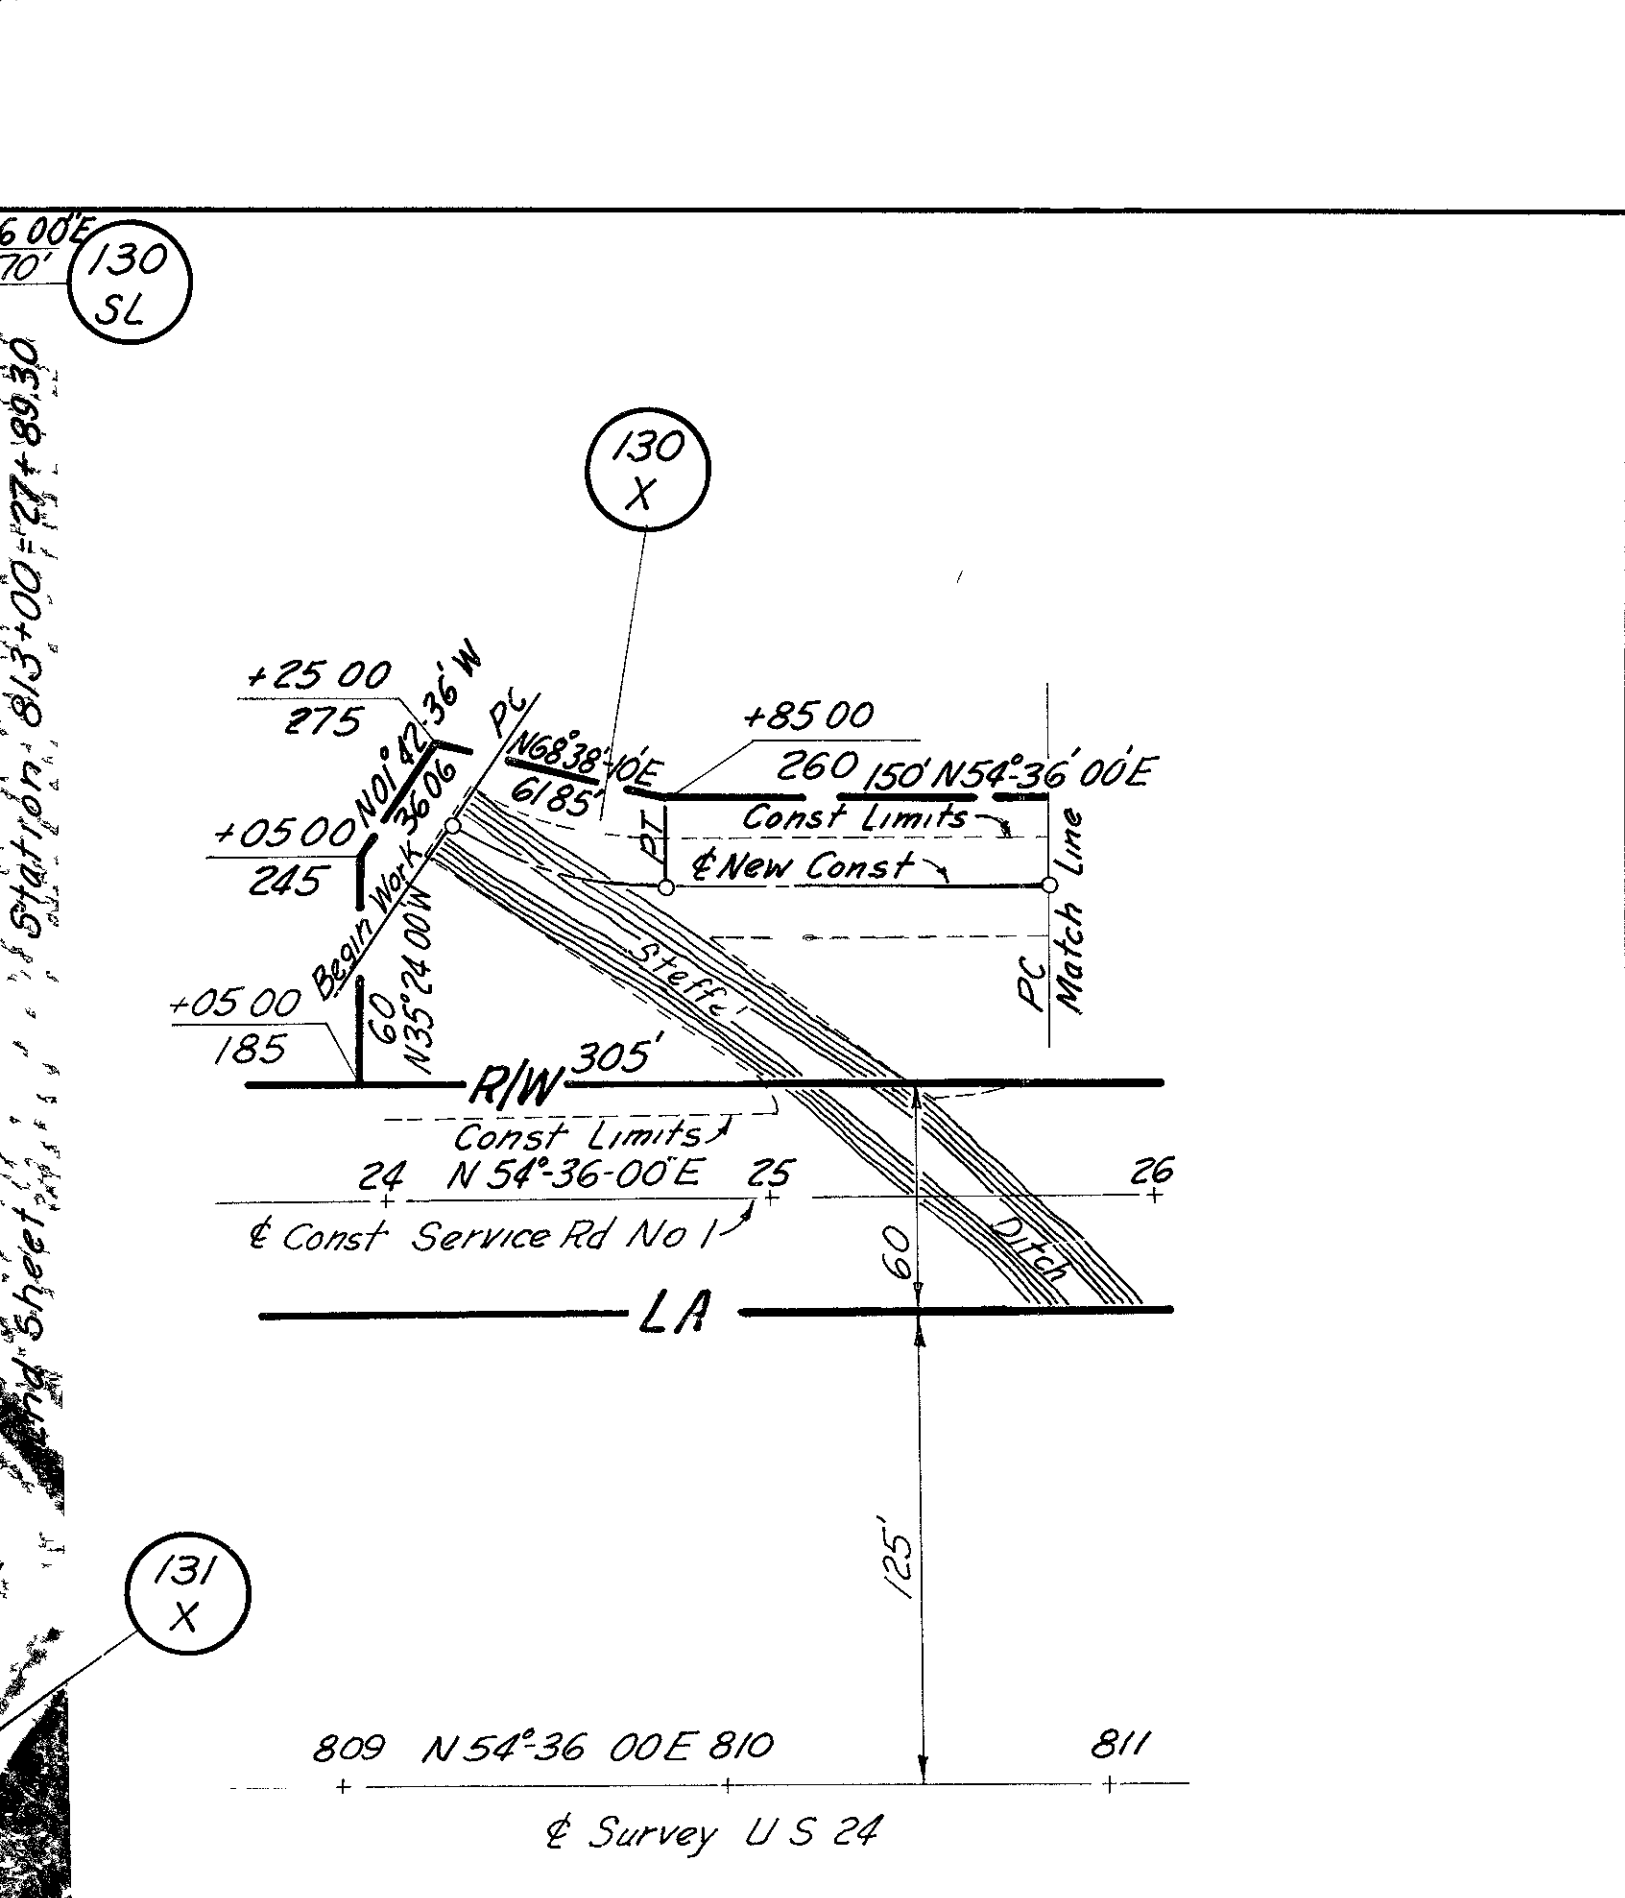 6 00'E
70'
130
SL
Station 813+00=27+89.30
End Sheet
130
X
+25 00
275
N01°42-36' W
36 06
PC
N68°38'-10'E
61 85'
+85 00
260 150' N54°-36' 00'E
Const Limits
PT
₵ New Const
Match Line
PC
+05 00
245
Begin Work
+05 00
185
60
N35° 24 00'W
Steffe
R/W 305'
Const Limits
24 N 54°-36-00"E 25 26
₵ Const Service Rd No 1
60
Ditch
LA
125'
131
X
809 N 54°-36 00 E 810 811
₵ Survey U S 24